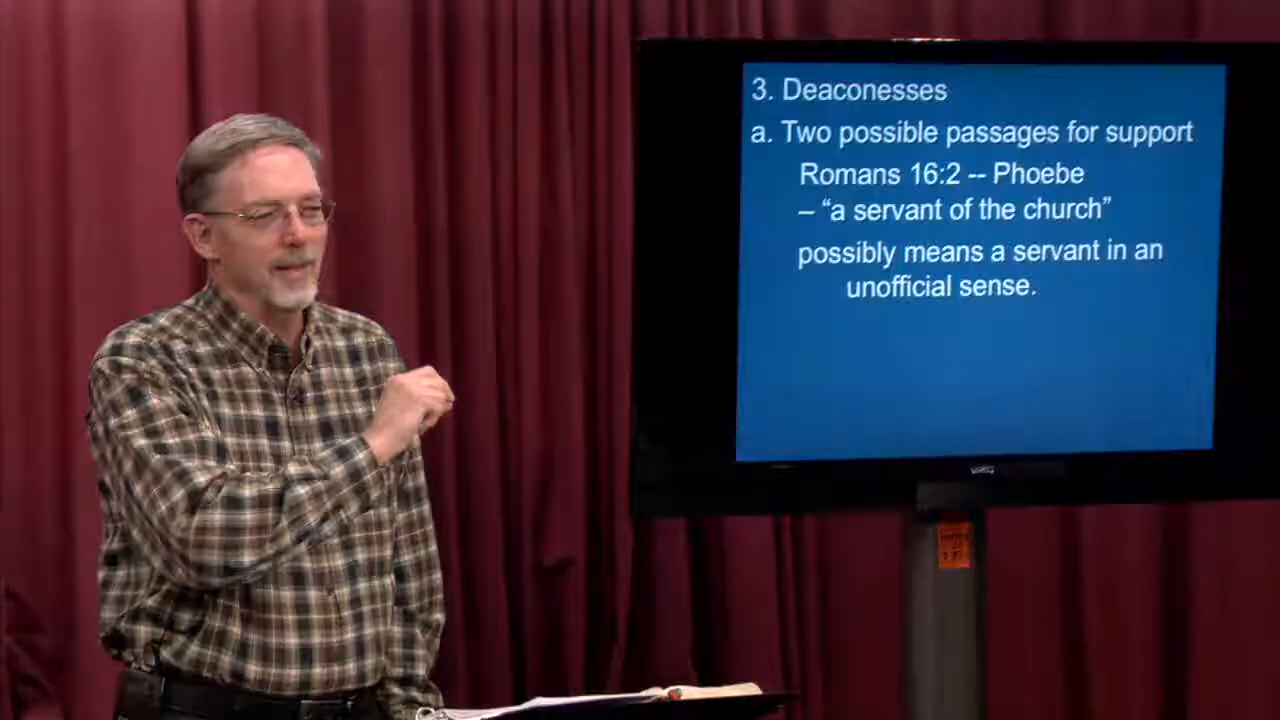 3. Deaconesses
a. Two possible passages for support
Romans 16:2 -- Phoebe
– “a servant of the church”
possibly means a servant in an
unofficial sense.